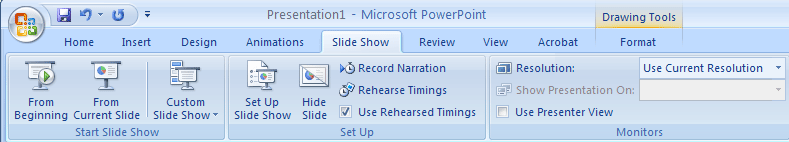 Presentation1 - Microsoft PowerPoint
Drawing Tools
Home Insert Design Animations Slide Show Review View Acrobat Format
From Beginning
From Current Slide
Custom Slide Show
Start Slide Show
Set Up Slide Show
Hide Slide
Record Narration
Rehearse Timings
Use Rehearsed Timings
Set Up
Resolution: Use Current Resolution
Show Presentation On:
Use Presenter View
Monitors